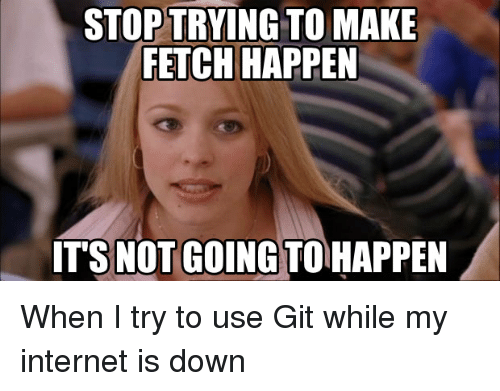 STOP TRYING TO MAKE
FETCH HAPPEN
IT'S NOT GOING TO HAPPEN
When I try to use Git while my
internet is down